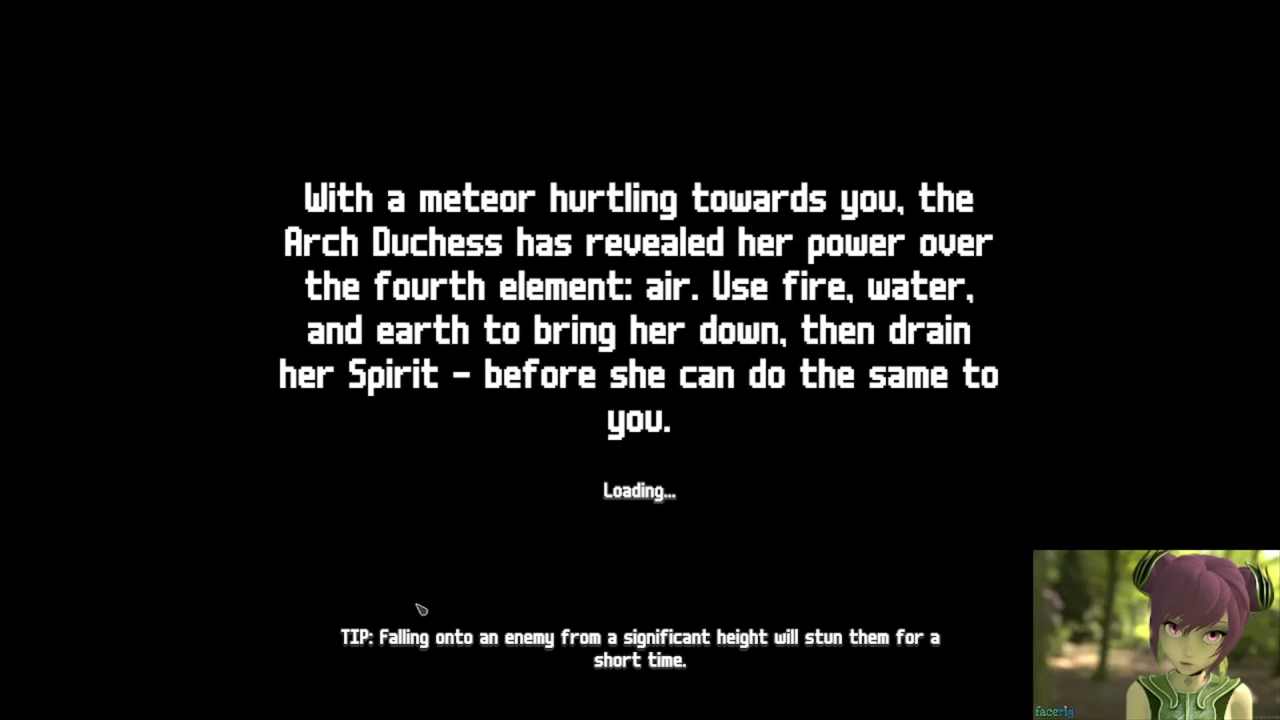 With a meteor hurtling towards you, the
Arch Duchess has revealed her power over
the fourth element: air. Use fire, water,
and earth to bring her down, then drain
her Spirit - before she can do the same to
you.
Loading...
TIP: Falling onto an enemy from a significant height will stun them for a
short time.
facerig